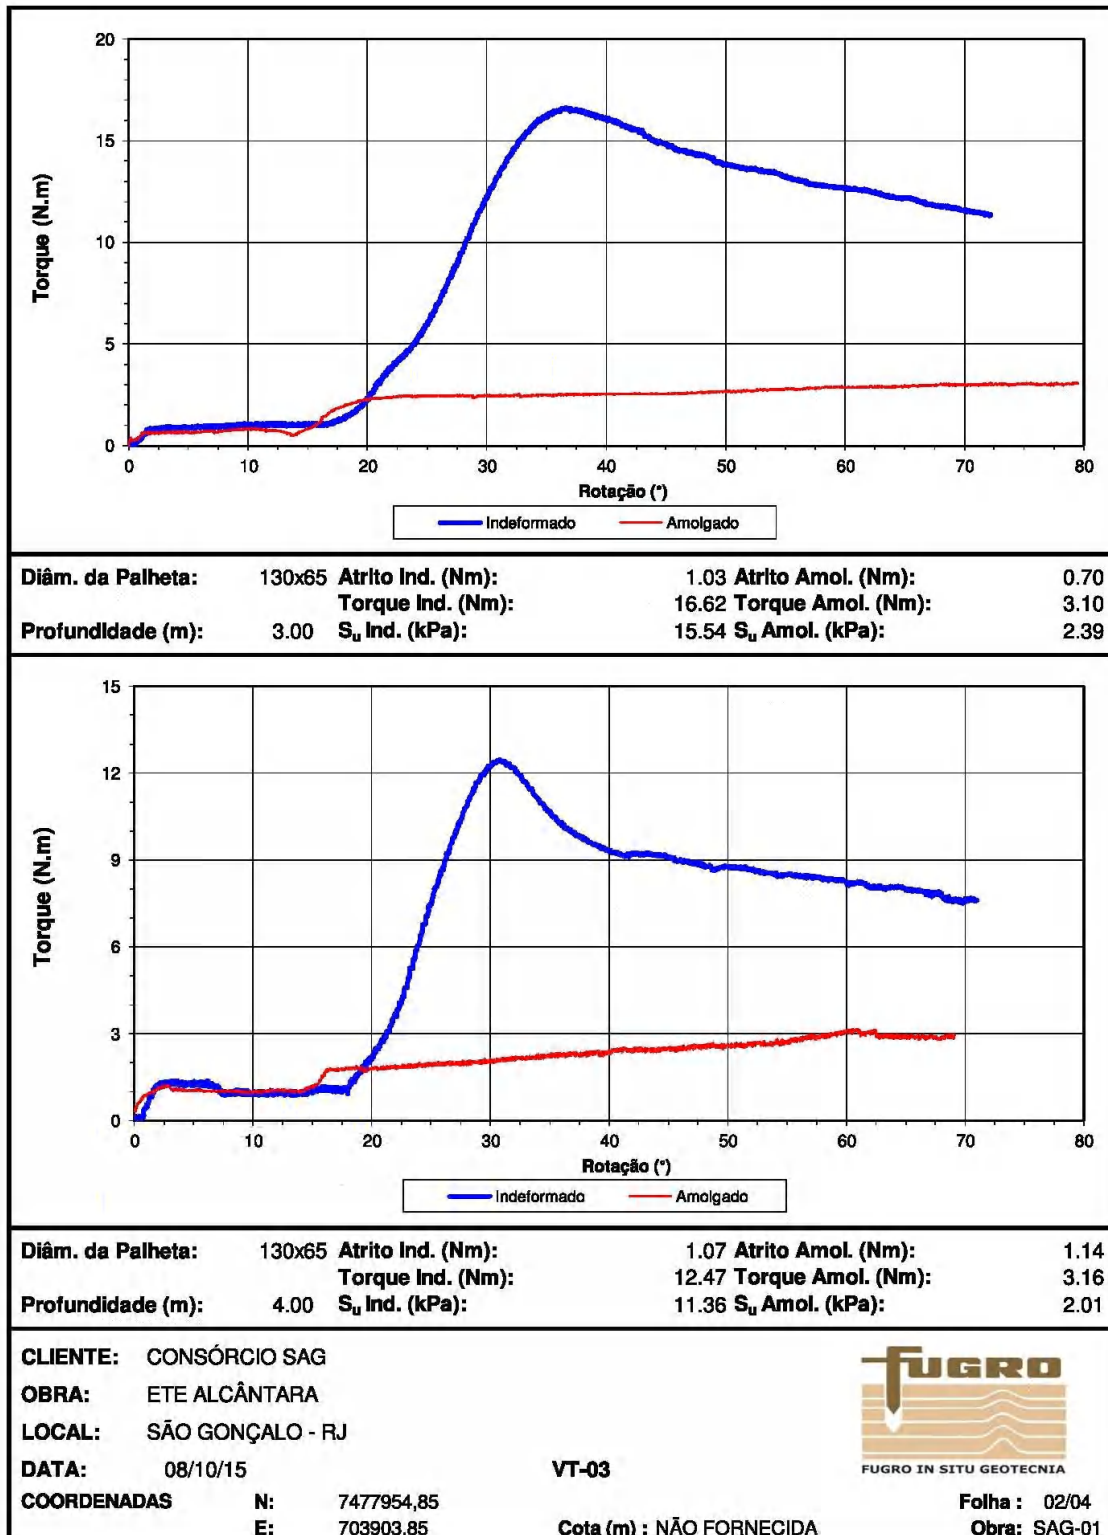 20
15
10
5
0
Torque (N.m)
0 10 20 30 40 50 60 70 80
Rotação (°)
Indeformado Amolgado
Diâm. da Palheta: 130x65 Atrito Ind. (Nm): 1.03 Atrito Amol. (Nm): 0.70
Torque Ind. (Nm): 16.62 Torque Amol. (Nm): 3.10
Profundidade (m): 3.00 Su Ind. (kPa): 15.54 Su Amol. (kPa): 2.39
15
12
9
6
3
0
Torque (N.m)
0 10 20 30 40 50 60 70 80
Rotação (°)
Indeformado Amolgado
Diâm. da Palheta: 130x65 Atrito Ind. (Nm): 1.07 Atrito Amol. (Nm): 1.14
Torque Ind. (Nm): 12.47 Torque Amol. (Nm): 3.16
Profundidade (m): 4.00 Su Ind. (kPa): 11.36 Su Amol. (kPa): 2.01
CLIENTE: CONSÓRCIO SAG
OBRA: ETE ALCÂNTARA
LOCAL: SÃO GONÇALO - RJ
DATA: 08/10/15 VT-03
FUGRO
FUGRO IN SITU GEOTECNIA
COORDENADAS N: 7477954,85 Folha : 02/04
E: 703903,85 Cota (m) : NÃO FORNECIDA Obra: SAG-01